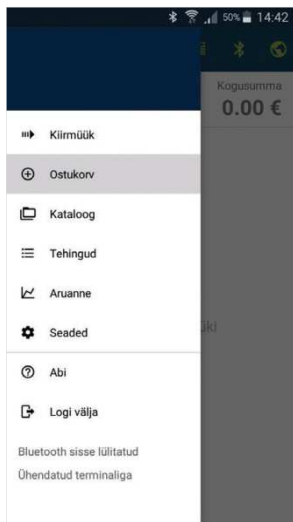 50% 14:42
Kogusumma
0.00 €
Kiirmüük
Ostukorv
Kataloog
Tehingud
Aruanne
Seaded
Abi
Logi välja
Bluetooth sisse lülitatud
Ühendatud terminaliga